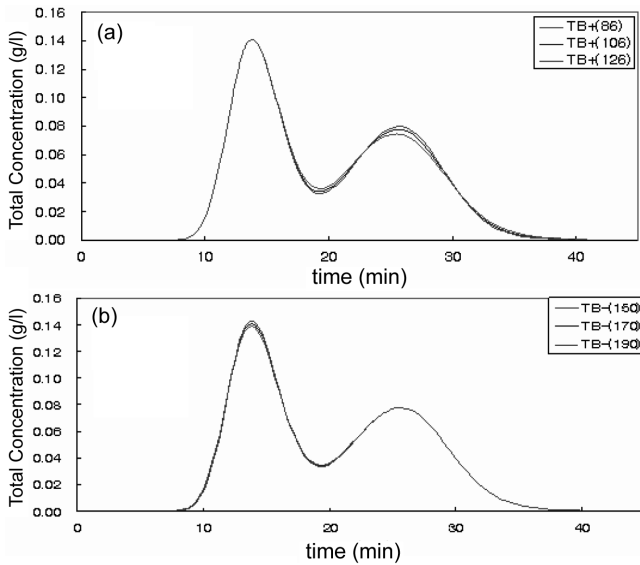 (a)
Total Concentration (g/l)
0.16
0.14
0.12
0.10
0.08
0.06
0.04
0.02
0.00
TB+(86)
TB+(106)
TB+(126)
0 10 20 30 40
time (min)
(b)
Total Concentration (g/l)
0.16
0.14
0.12
0.10
0.08
0.06
0.04
0.02
0.00
TB-(150)
TB-(170)
TB-(190)
0 10 20 30 40
time (min)